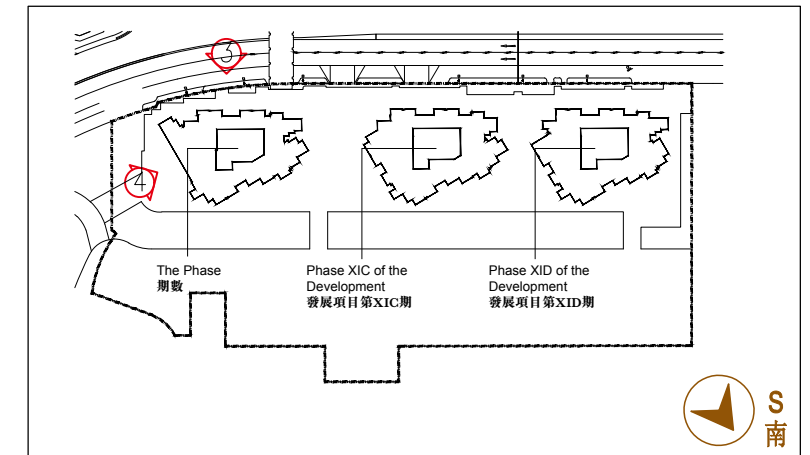 3
4
The Phase
期數
Phase XIC of the
Development
發展項目第XIC期
Phase XID of the
Development
發展項目第XID期
S
南